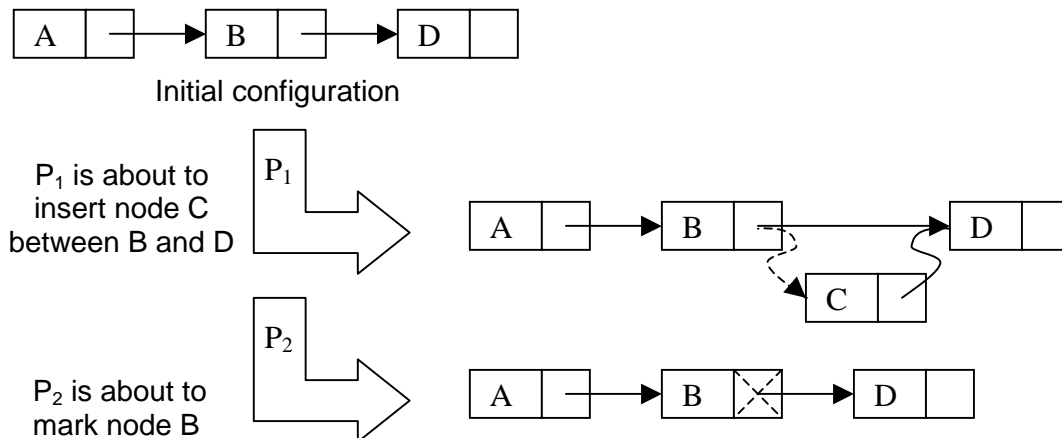 A B D
Initial configuration
P₁ is about to
insert node C
between B and D
P₁
A B D
C
P₂ is about to
mark node B
P₂
A B D